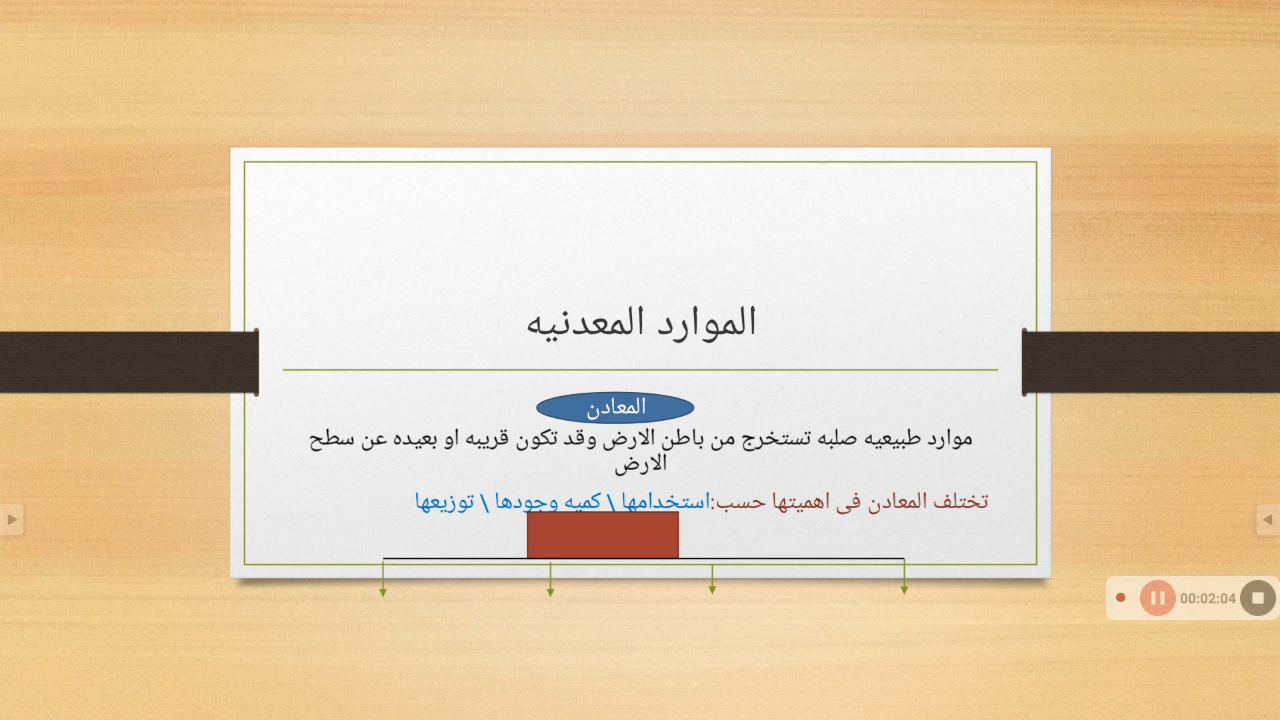 الموارد المعدنيه
المعادن
موارد طبيعيه صلبه تستخرج من باطن الارض وقد تكون قريبه او بعيده عن سطح
الارض
تختلف المعادن فى اهميتها حسب:استخدامها \ كميه وجودها \ توزيعها
00:02:04